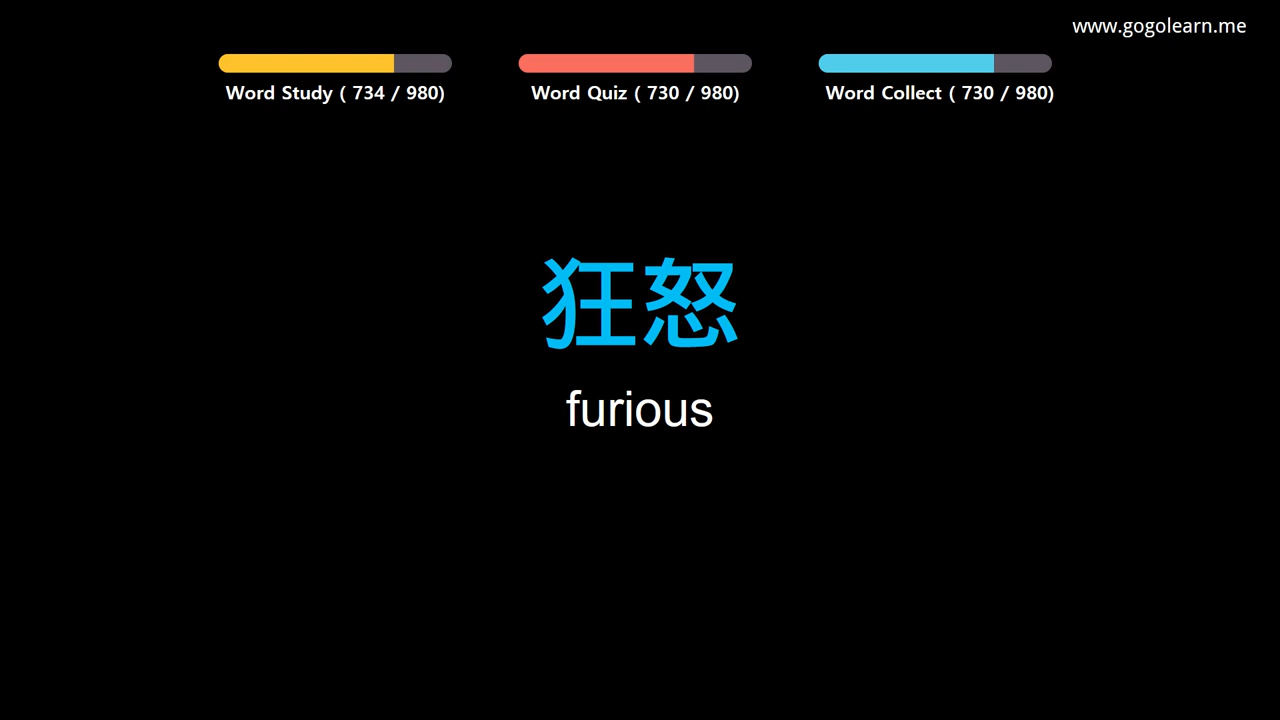 www.gogolearn.me
Word Study ( 734 / 980)
Word Quiz ( 730 / 980)
Word Collect ( 730 / 980)
狂怒
furious